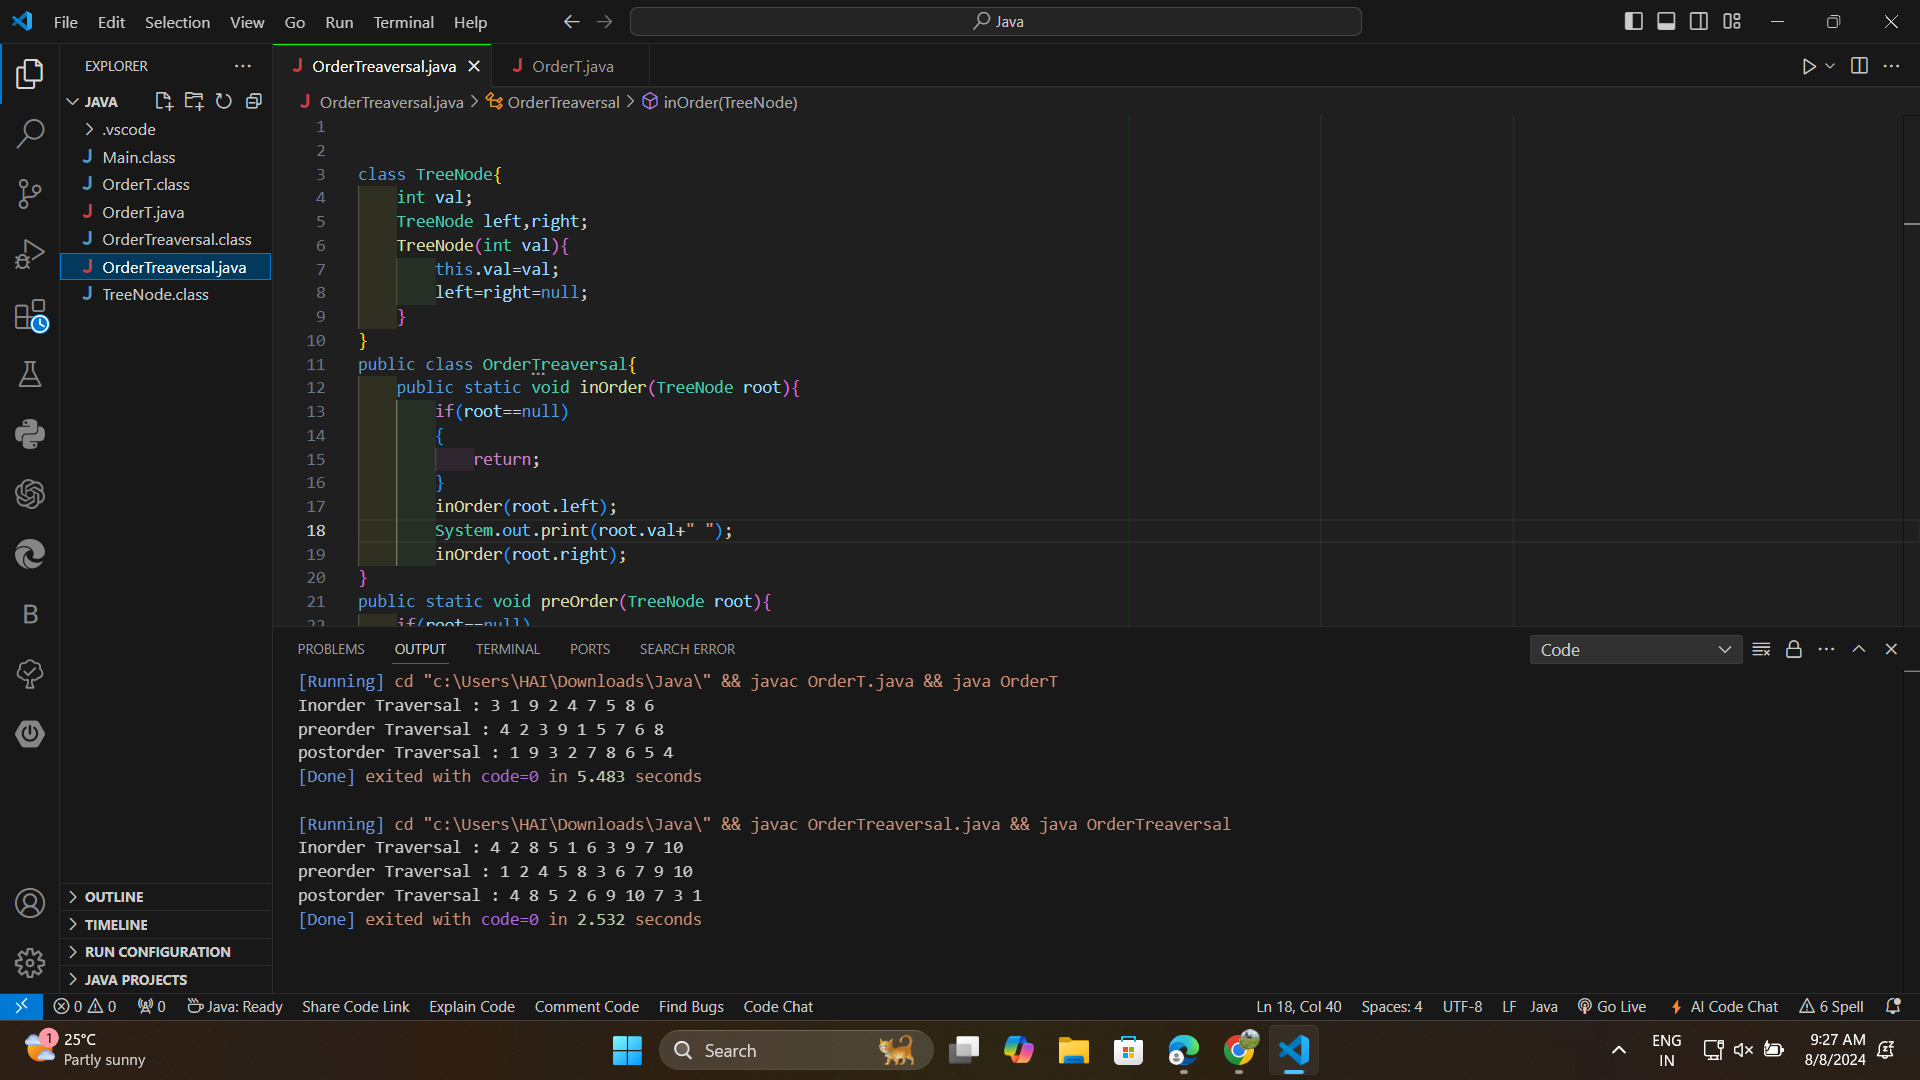 File Edit Selection View Go Run Terminal Help
Java
EXPLORER
JAVA
.vscode
J Main.class
J OrderT.class
J OrderT.java
J OrderTreaversal.class
J OrderTreaversal.java
J TreeNode.class
OUTLINE
TIMELINE
RUN CONFIGURATION
JAVA PROJECTS
J OrderTreaversal.java
J OrderT.java
J OrderTreaversal.java > OrderTreaversal > inOrder(TreeNode)
1
2
3 class TreeNode{
4 int val;
5 TreeNode left,right;
6 TreeNode(int val){
7 this.val=val;
8 left=right=null;
9 }
10 }
11 public class OrderTreaversal{
12 public static void inOrder(TreeNode root){
13 if(root==null)
14 {
15 return;
16 }
17 inOrder(root.left);
18 System.out.print(root.val+" ");
19 inOrder(root.right);
20 }
21 public static void preOrder(TreeNode root){
22 if(root==null)
PROBLEMS OUTPUT TERMINAL PORTS SEARCH ERROR
Code
[Running] cd "c:\Users\HAI\Downloads\Java\" && javac OrderT.java && java OrderT
Inorder Traversal : 3 1 9 2 4 7 5 8 6
preorder Traversal : 4 2 3 9 1 5 7 6 8
postorder Traversal : 1 9 3 2 7 8 6 5 4
[Done] exited with code=0 in 5.483 seconds
[Running] cd "c:\Users\HAI\Downloads\Java\" && javac OrderTreaversal.java && java OrderTreaversal
Inorder Traversal : 4 2 8 5 1 6 3 9 7 10
preorder Traversal : 1 2 4 5 8 3 6 7 9 10
postorder Traversal : 4 8 5 2 6 9 10 7 3 1
[Done] exited with code=0 in 2.532 seconds
B
0 0 0 Java: Ready Share Code Link Explain Code Comment Code Find Bugs Code Chat
Ln 18, Col 40 Spaces: 4 UTF-8 LF Java Go Live AI Code Chat 6 Spell
1
25°C
Partly sunny
Search
ENG
IN
9:27 AM
8/8/2024